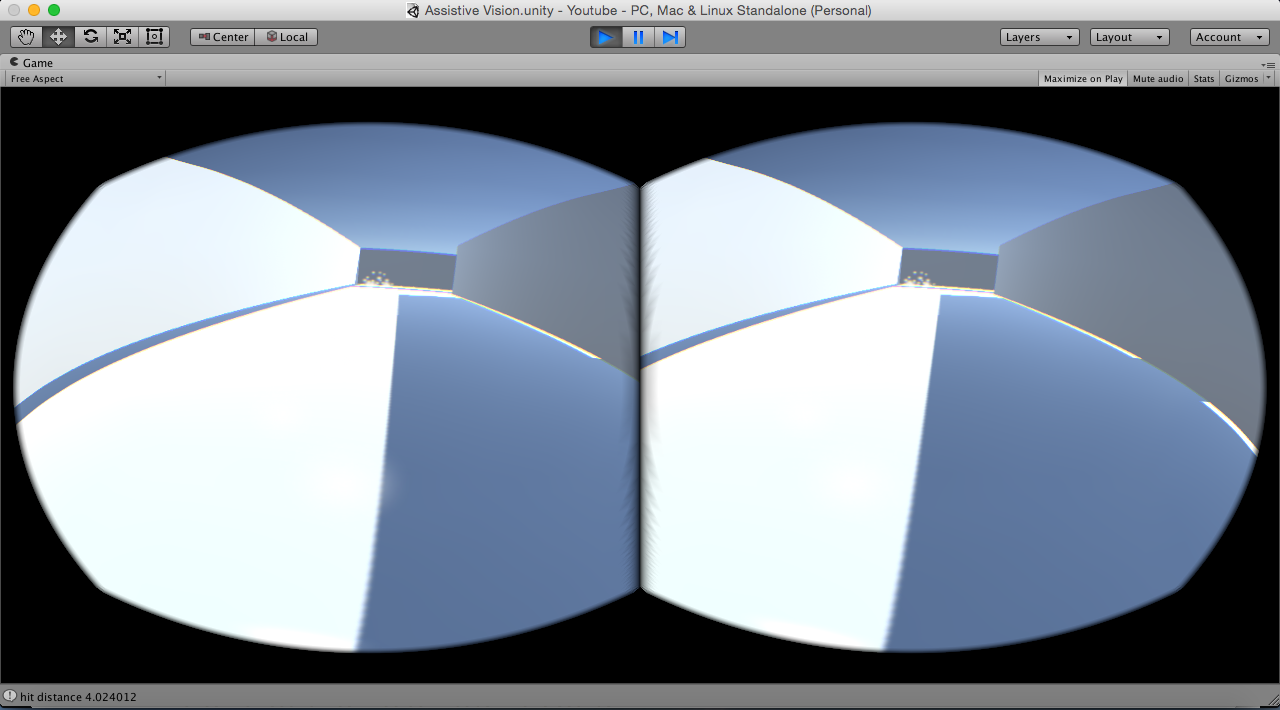 Assistive Vision.unity - Youtube - PC, Mac & Linux Standalone (Personal)
Center Local Layers Layout Account
Game
Free Aspect Maximize on Play Mute audio Stats Gizmos
hit distance 4.024012